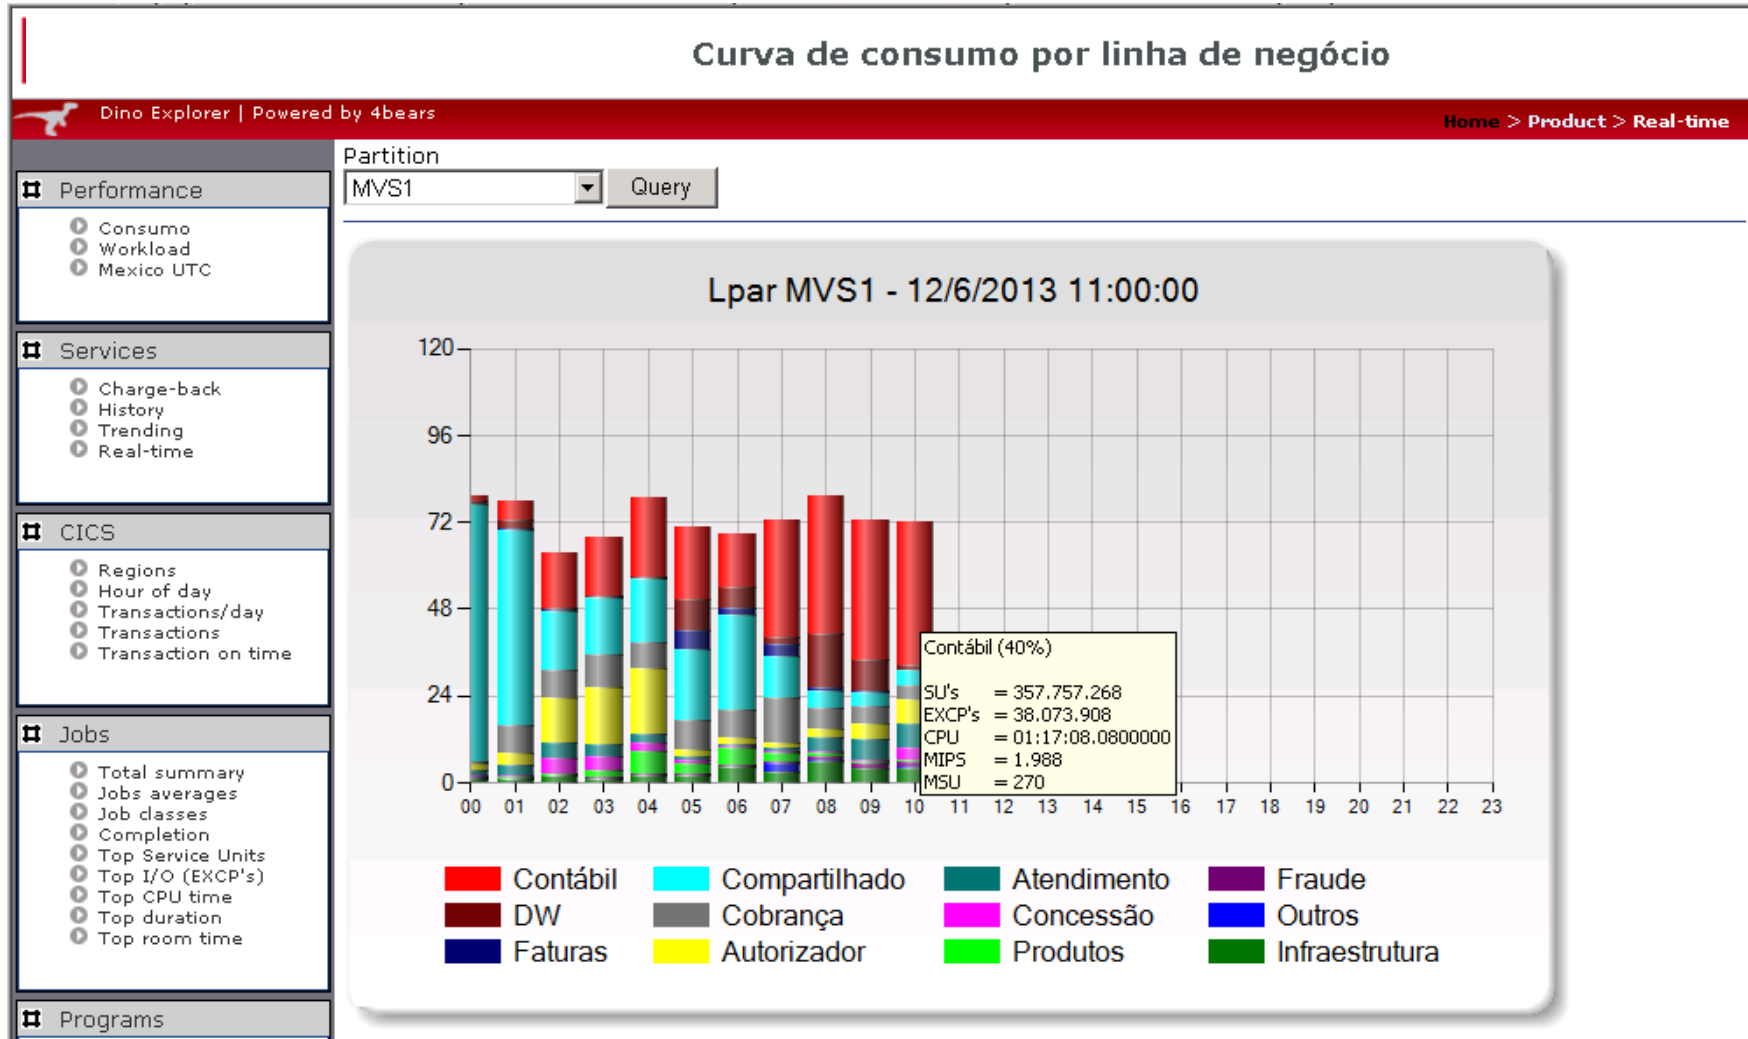 Curva de consumo por linha de negócio
Dino Explorer | Powered by 4bears
Home > Product > Real-time
Partition
MVS1
Query
Performance
Consumo
Workload
Mexico UTC
Services
Charge-back
History
Trending
Real-time
CICS
Regions
Hour of day
Transactions/day
Transactions
Transaction on time
Jobs
Total summary
Jobs averages
Job classes
Completion
Top Service Units
Top I/O (EXCP's)
Top CPU time
Top duration
Top room time
Programs
Lpar MVS1 - 12/6/2013 11:00:00
120
96
72
48
24
0
Contábil (40%)
SU's = 357.757.268
EXCP's = 38.073.908
CPU = 01:17:08.0800000
MIPS = 1.988
MSU = 270
00 01 02 03 04 05 06 07 08 09 10 11 12 13 14 15 16 17 18 19 20 21 22 23
Contábil Compartilhado Atendimento Fraude
DW Cobrança Concessão Outros
Faturas Autorizador Produtos Infraestrutura